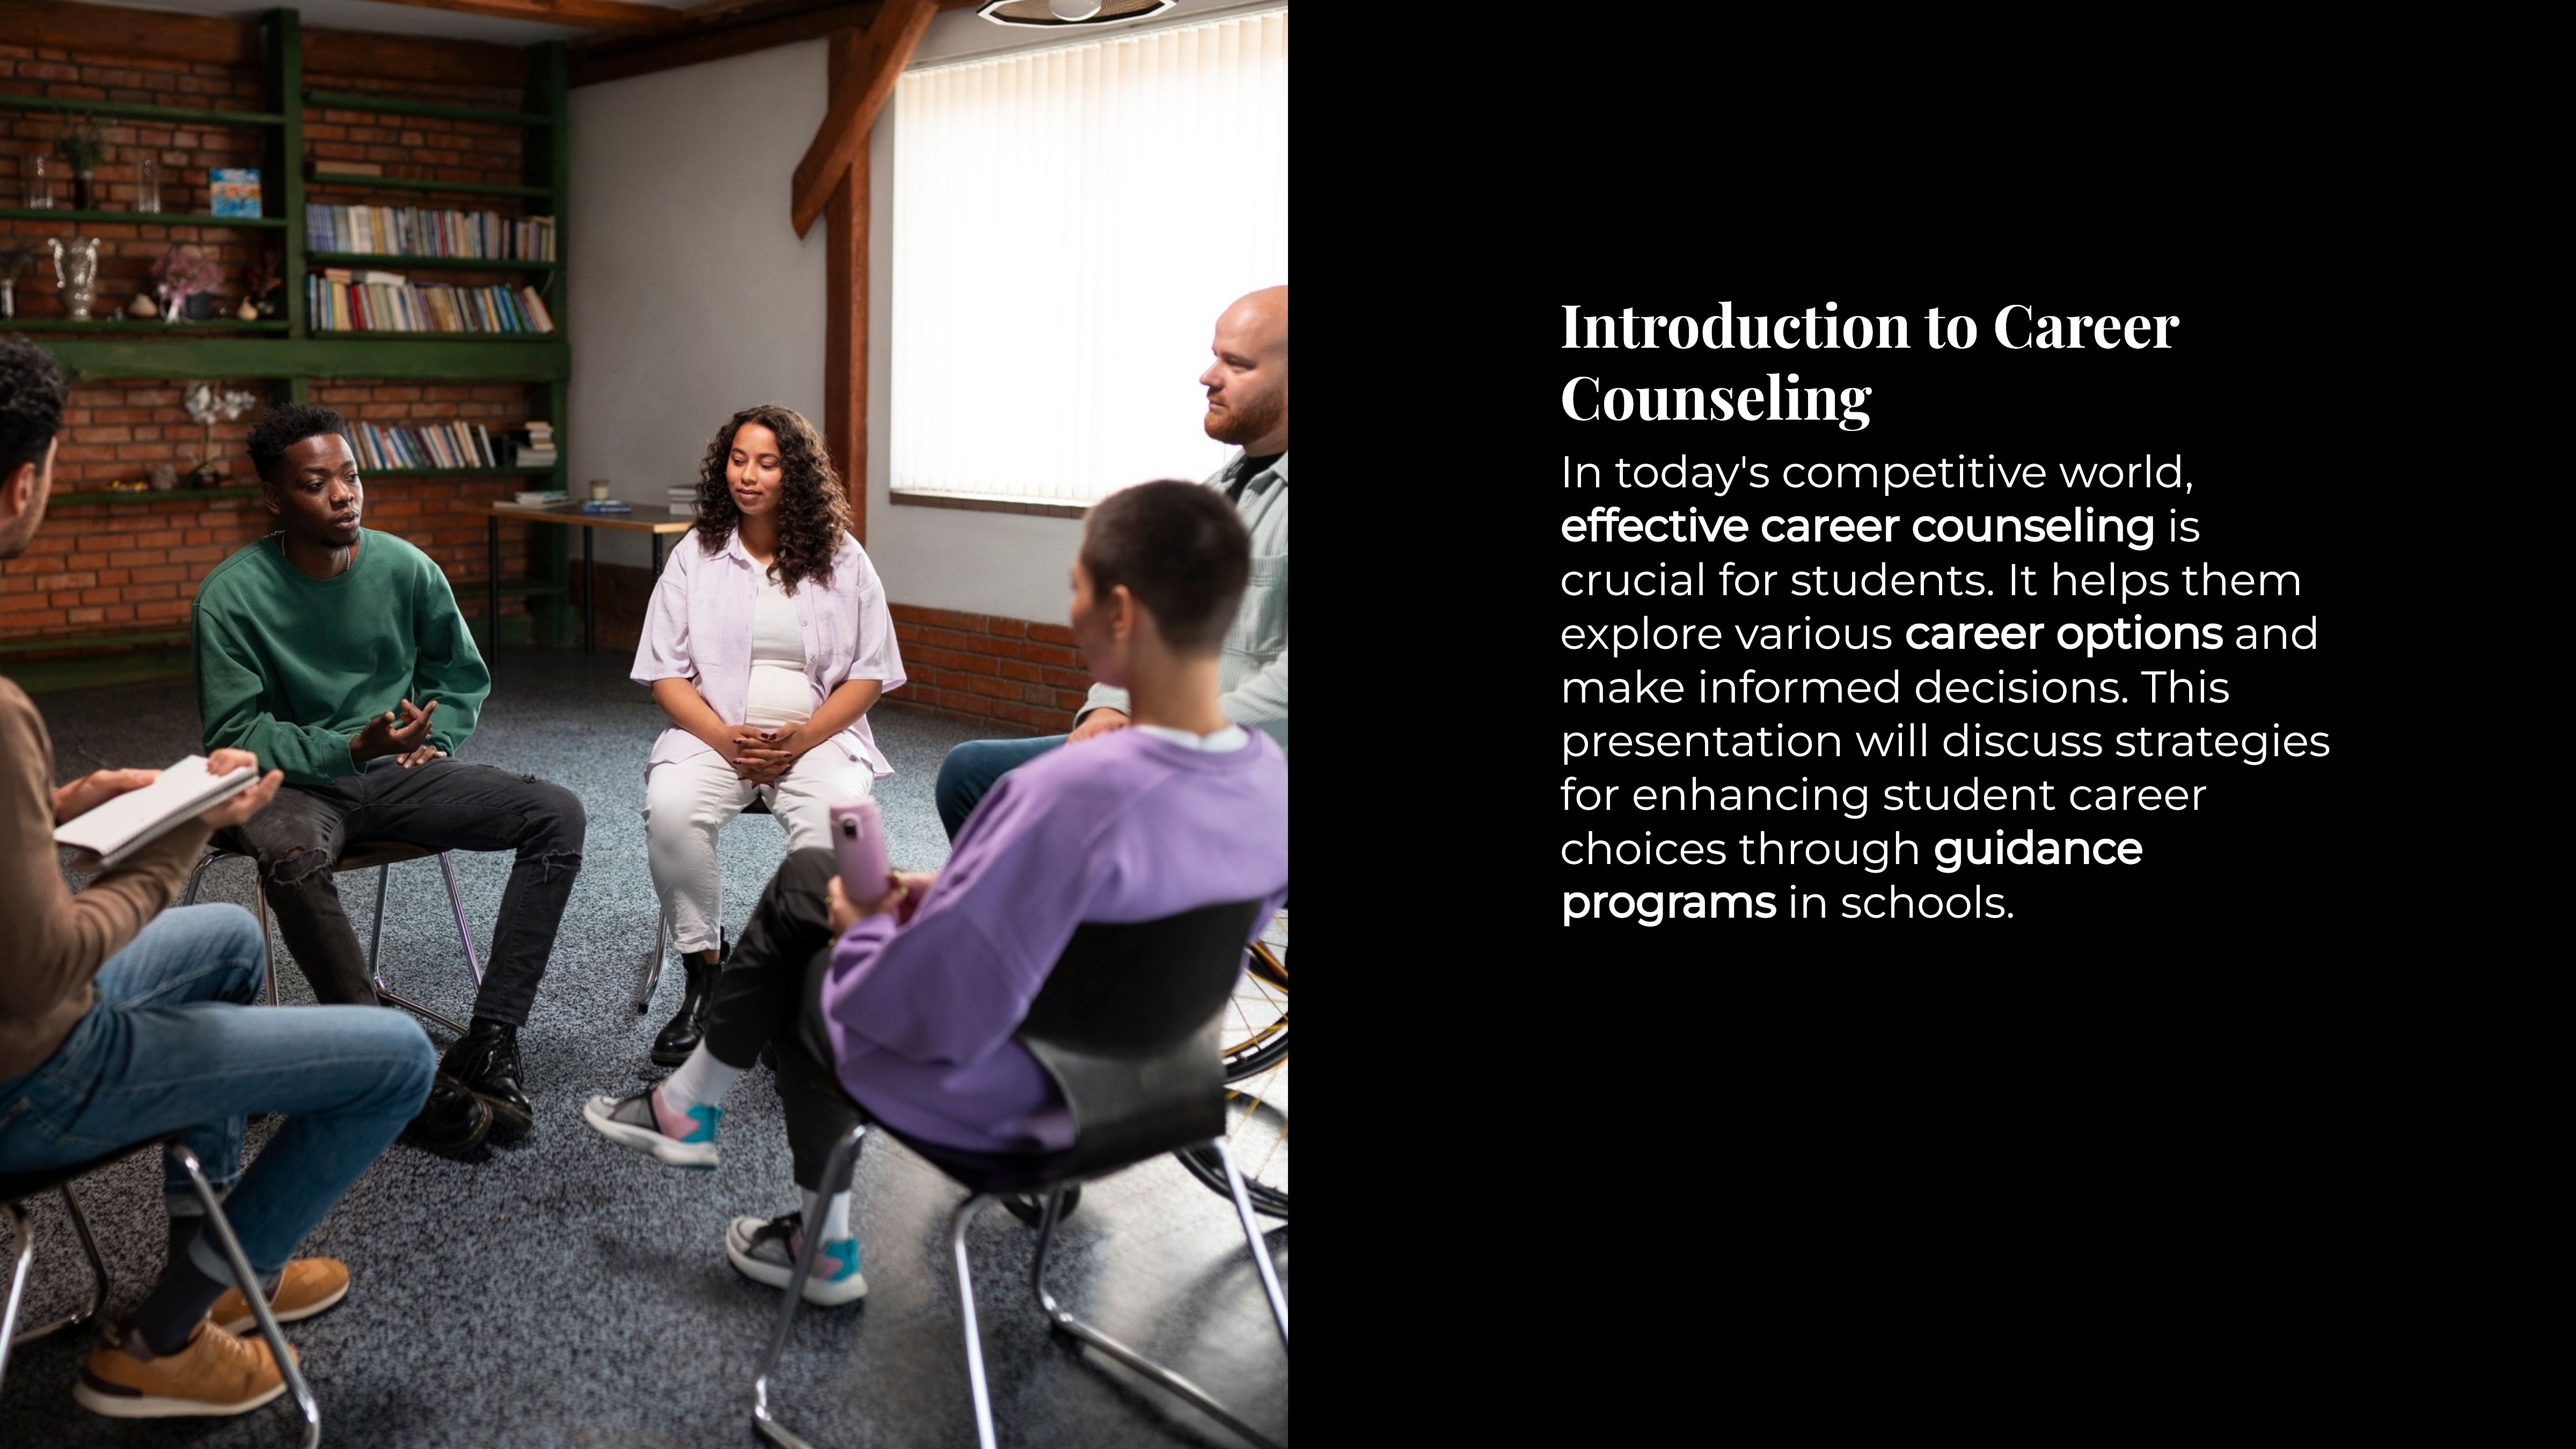 Introduction to Career
Counseling
In today's competitive world,
effective career counseling is
crucial for students. It helps them
explore various career options and
make informed decisions. This
presentation will discuss strategies
for enhancing student career
choices through guidance
programs in schools.